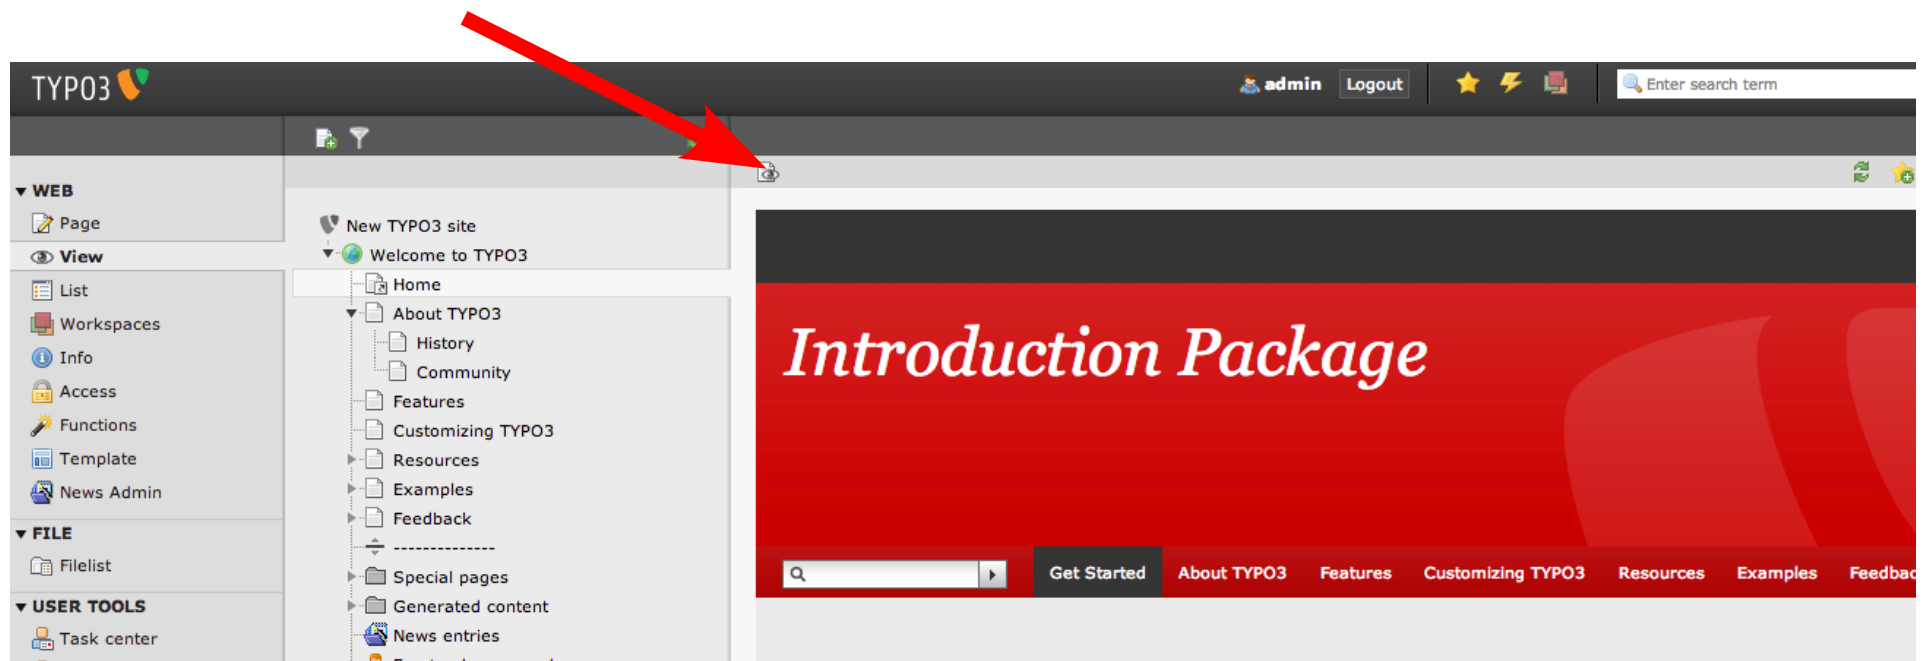 TYPO3
admin Logout
Enter search term
WEB
Page
View
List
Workspaces
Info
Access
Functions
Template
News Admin
FILE
Filelist
USER TOOLS
Task center
New TYPO3 site
Welcome to TYPO3
Home
About TYPO3
History
Community
Features
Customizing TYPO3
Resources
Examples
Feedback
--------------
Special pages
Generated content
News entries
Introduction Package
Get Started About TYPO3 Features Customizing TYPO3 Resources Examples Feedbac